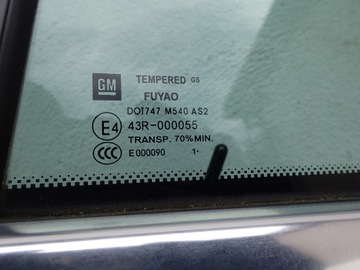 GM TEMPERED GS
FUYAO
DOT747 M540 AS2
E4 43R-000055
TRANSP. 70% MIN.
CCC E000090 1·